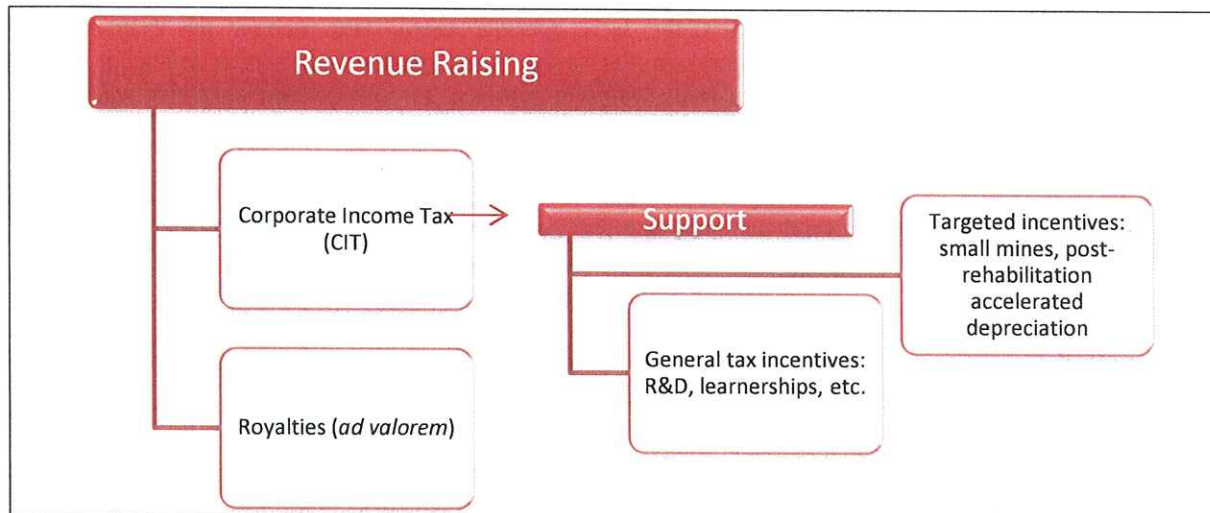 Revenue Raising
Corporate Income Tax
(CIT)
Support
Targeted incentives:
small mines, post-
rehabilitation
accelerated
depreciation
General tax incentives:
R&D, learnerships, etc.
Royalties (ad valorem)